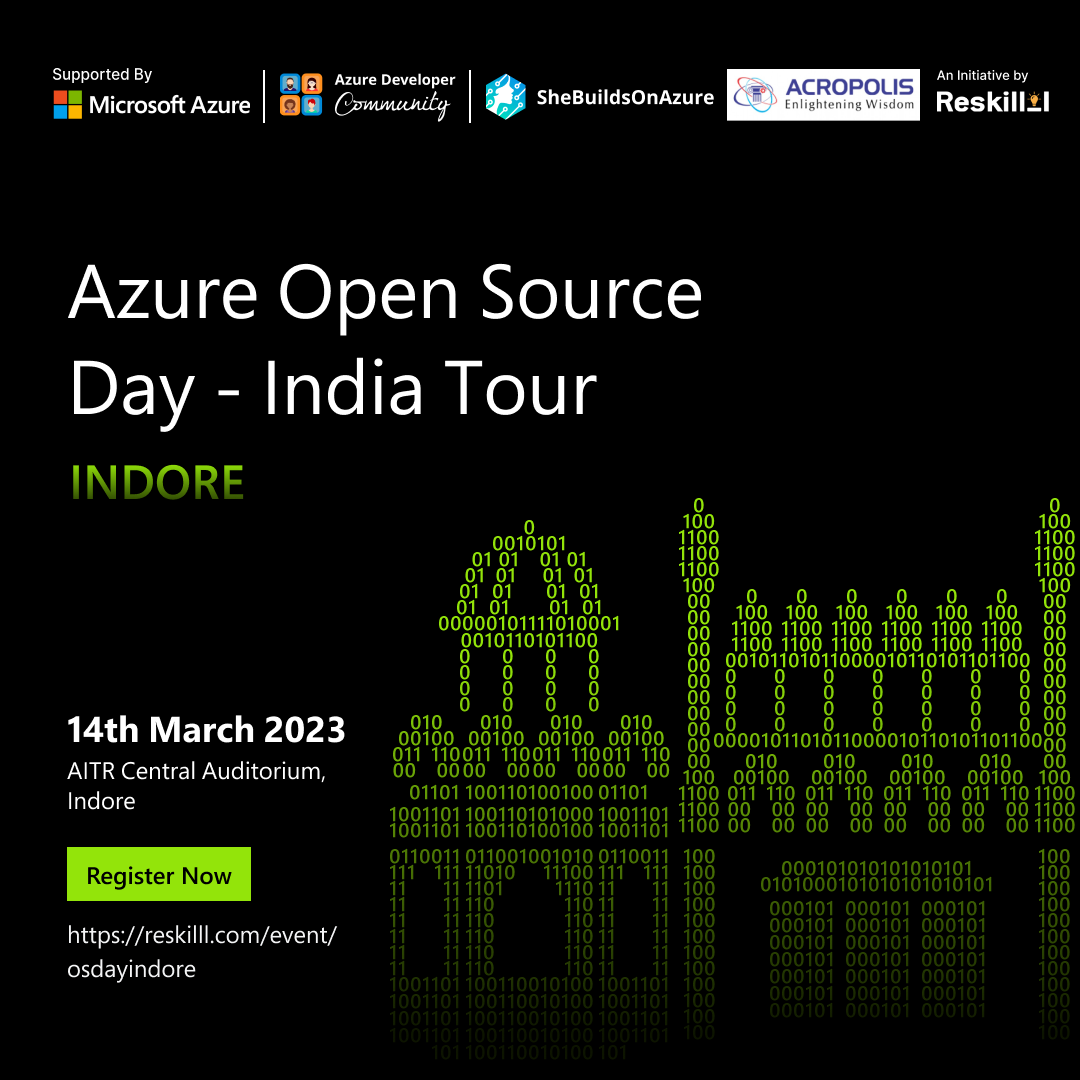 Supported By
Microsoft Azure
Azure Developer
Community
SheBuildsOnAzure
ACROPOLIS
Enlightening Wisdom
An Initiative by
Reskilll
Azure Open Source
Day - India Tour
INDORE
14th March 2023
AITR Central Auditorium,
Indore
Register Now
https://reskilll.com/event/
osdayindore